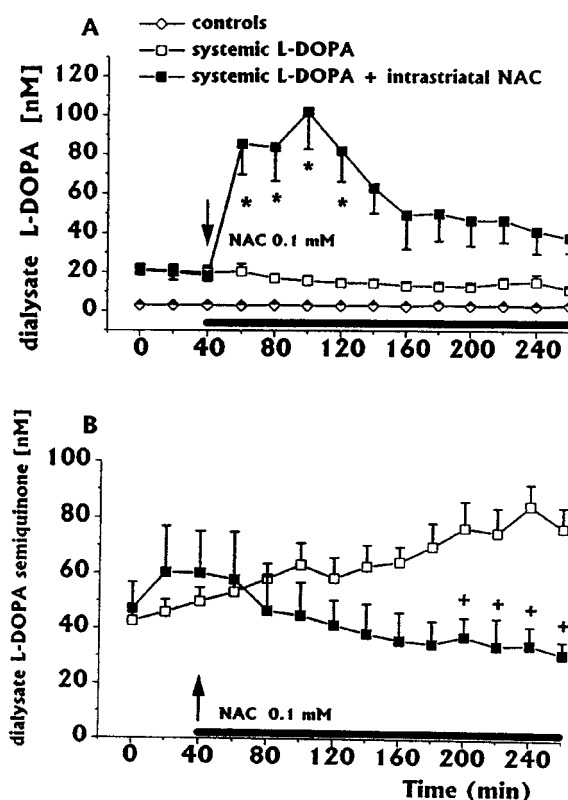 A
controls
systemic L-DOPA
systemic L-DOPA + intrastriatal NAC
dialysate L-DOPA [nM]
120
100
80
60
40
20
0
* * * *
NAC 0.1 mM
0 40 80 120 160 200 240
B
dialysate L-DOPA semiquinone [nM]
100
80
60
40
20
0
+ + + +
NAC 0.1 mM
0 40 80 120 160 200 240
Time (min)